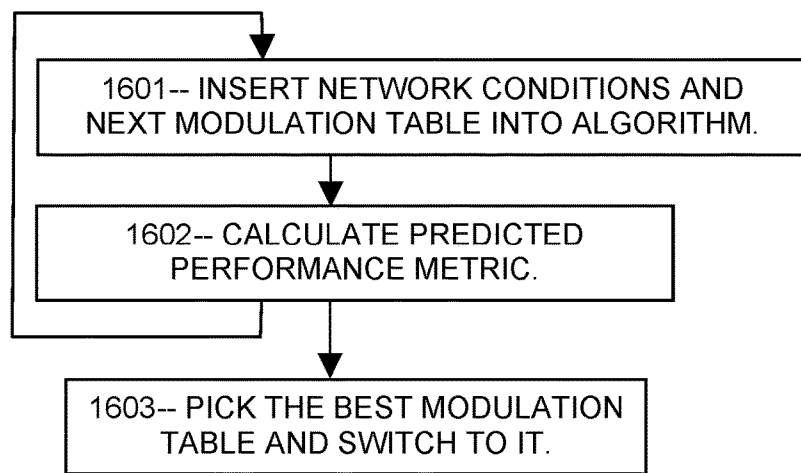 1601-- INSERT NETWORK CONDITIONS AND
NEXT MODULATION TABLE INTO ALGORITHM.
1602-- CALCULATE PREDICTED
PERFORMANCE METRIC.
1603-- PICK THE BEST MODULATION
TABLE AND SWITCH TO IT.